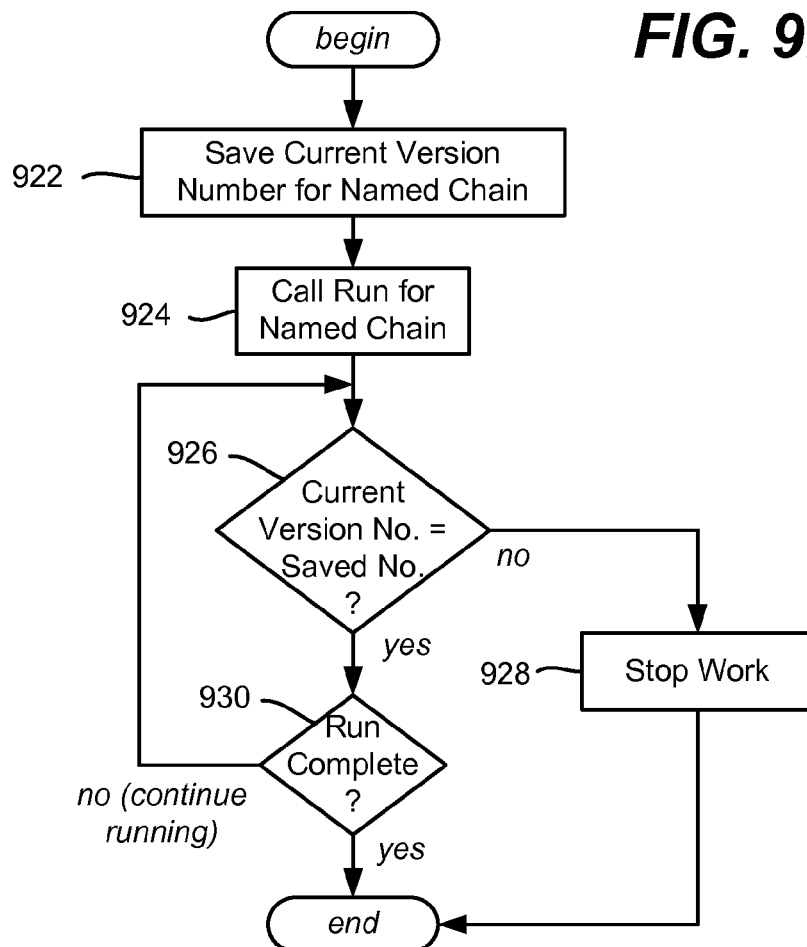 begin
FIG. 9
922
Save Current Version
Number for Named Chain
924
Call Run for
Named Chain
926
Current
Version No. =
Saved No.
?
no
yes
928
Stop Work
930
Run
Complete
?
no (continue
running)
yes
end